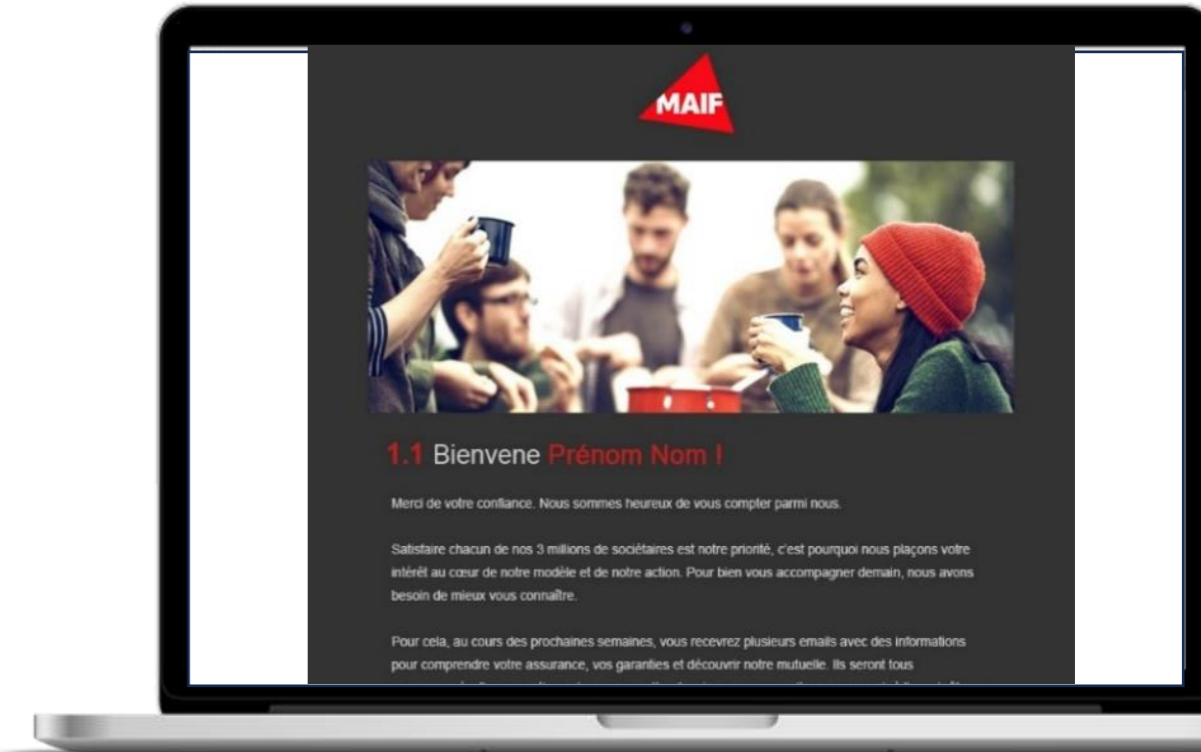 MAIF
1.1 Bienvene Prénom Nom !
Merci de votre confiance. Nous sommes heureux de vous compter parmi nous.
Satisfaire chacun de nos 3 millions de sociétaires est notre priorité, c'est pourquoi nous plaçons votre
intérêt au cœur de notre modèle et de notre action. Pour bien vous accompagner demain, nous avons
besoin de mieux vous connaître.
Pour cela, au cours des prochaines semaines, vous recevrez plusieurs emails avec des informations
pour comprendre votre assurance, vos garanties et découvrir notre mutuelle. Ils seront tous